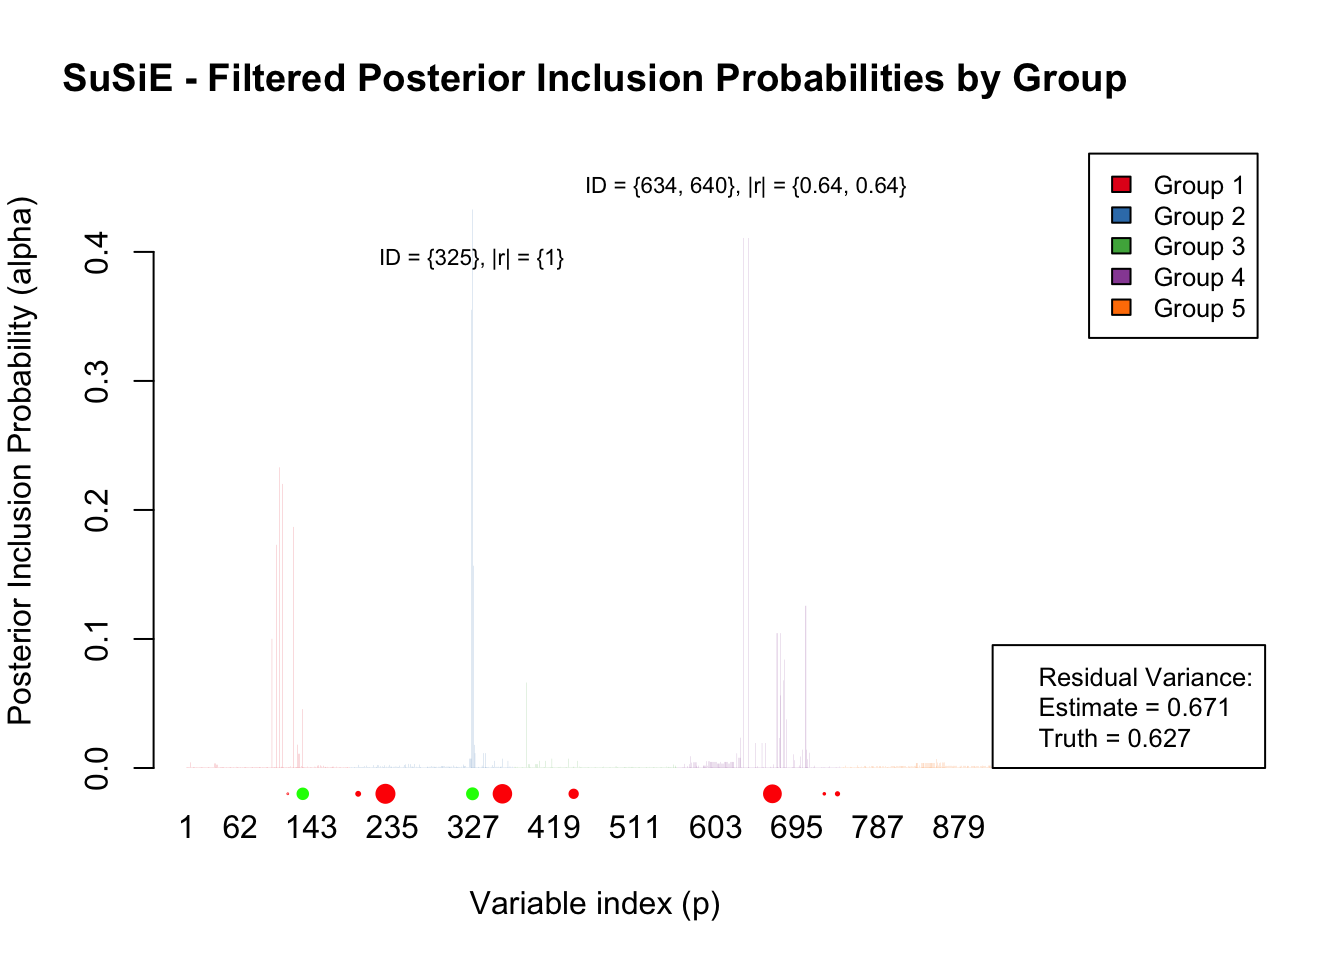 SuSiE - Filtered Posterior Inclusion Probabilities by Group
ID = {634, 640}, |r| = {0.64, 0.64}
ID = {325}, |r| = {1}
Group 1
Group 2
Group 3
Group 4
Group 5
Posterior Inclusion Probability (alpha)
0.4
0.3
0.2
0.1
0.0
Residual Variance:
Estimate = 0.671
Truth = 0.627
1 62 143 235 327 419 511 603 695 787 879
Variable index (p)